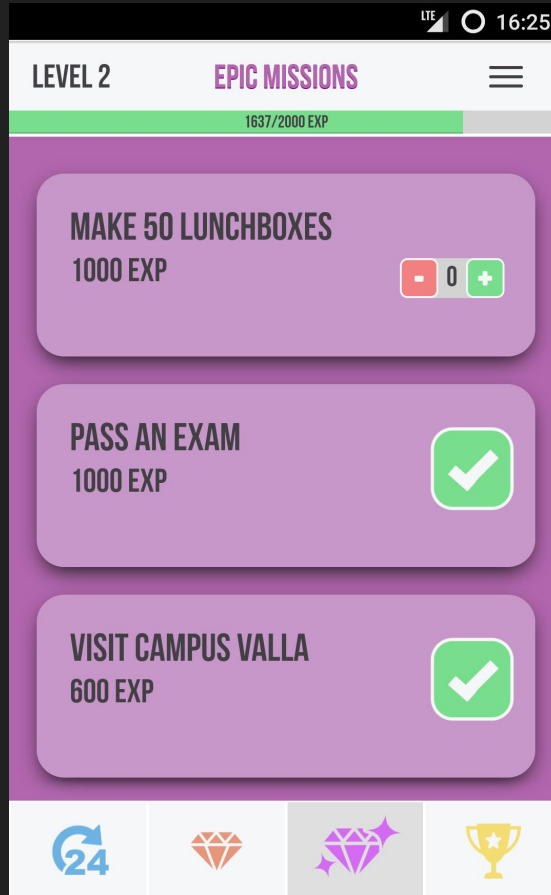 LTE 16:25
LEVEL 2 EPIC MISSIONS
1637/2000 EXP
MAKE 50 LUNCHBOXES
1000 EXP
- 0 +
PASS AN EXAM
1000 EXP
VISIT CAMPUS VALLA
600 EXP
24